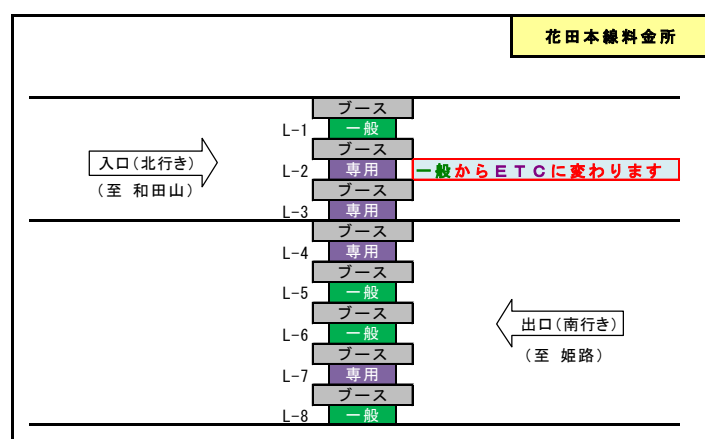 花田本線料金所
ブース
L-1 一般
ブース
入口(北行き)
L-2 専用 一般からETCに変わります
(至 和田山)
ブース
L-3 専用
ブース
L-4 専用
ブース
L-5 一般
ブース
出口(南行き)
L-6 一般
(至 姫路)
ブース
L-7 専用
ブース
L-8 一般